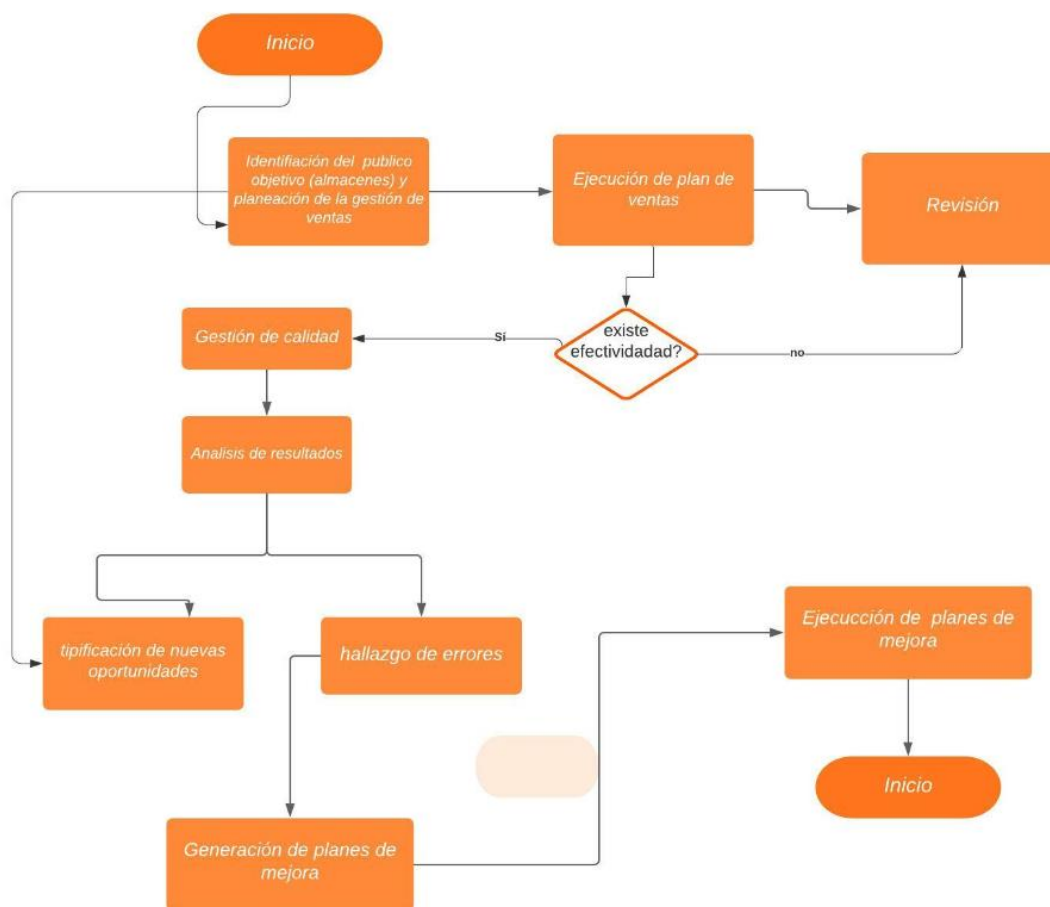 Inicio
Identifiación del publico
objetivo (almacenes) y
planeación de la gestión de
ventas
Ejecución de plan de
ventas
Revisión
existe
efectividadad?
Sí
no
Gestión de calidad
Analisis de resultados
tipificación de nuevas
oportunidades
hallazgo de errores
Ejecucción de planes de
mejora
Inicio
Generación de planes de
mejora